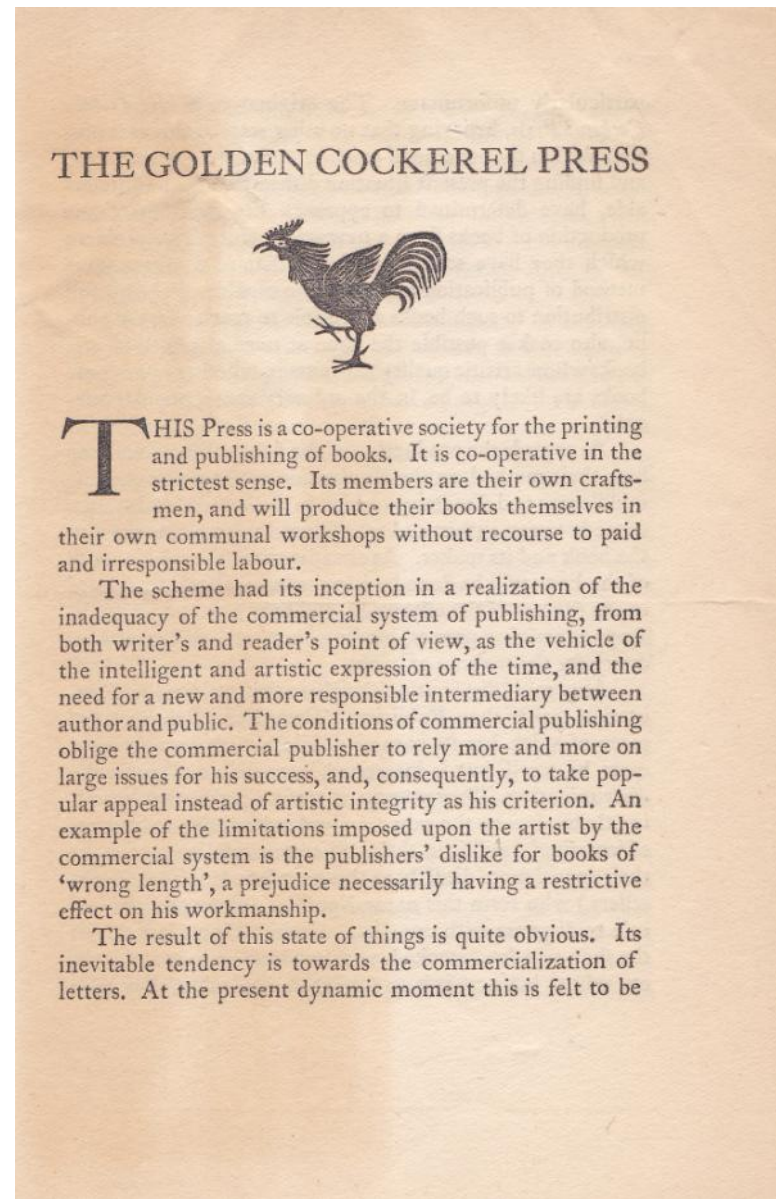 THE GOLDEN COCKEREL PRESS
THIS Press is a co-operative society for the printing
and publishing of books. It is co-operative in the
strictest sense. Its members are their own crafts-
men, and will produce their books themselves in
their own communal workshops without recourse to paid
and irresponsible labour.
The scheme had its inception in a realization of the
inadequacy of the commercial system of publishing, from
both writer's and reader's point of view, as the vehicle of
the intelligent and artistic expression of the time, and the
need for a new and more responsible intermediary between
author and public. The conditions of commercial publishing
oblige the commercial publisher to rely more and more on
large issues for his success, and, consequently, to take pop-
ular appeal instead of artistic integrity as his criterion. An
example of the limitations imposed upon the artist by the
commercial system is the publishers' dislike for books of
‘wrong length’, a prejudice necessarily having a restrictive
effect on his workmanship.
The result of this state of things is quite obvious. Its
inevitable tendency is towards the commercialization of
letters. At the present dynamic moment this is felt to be